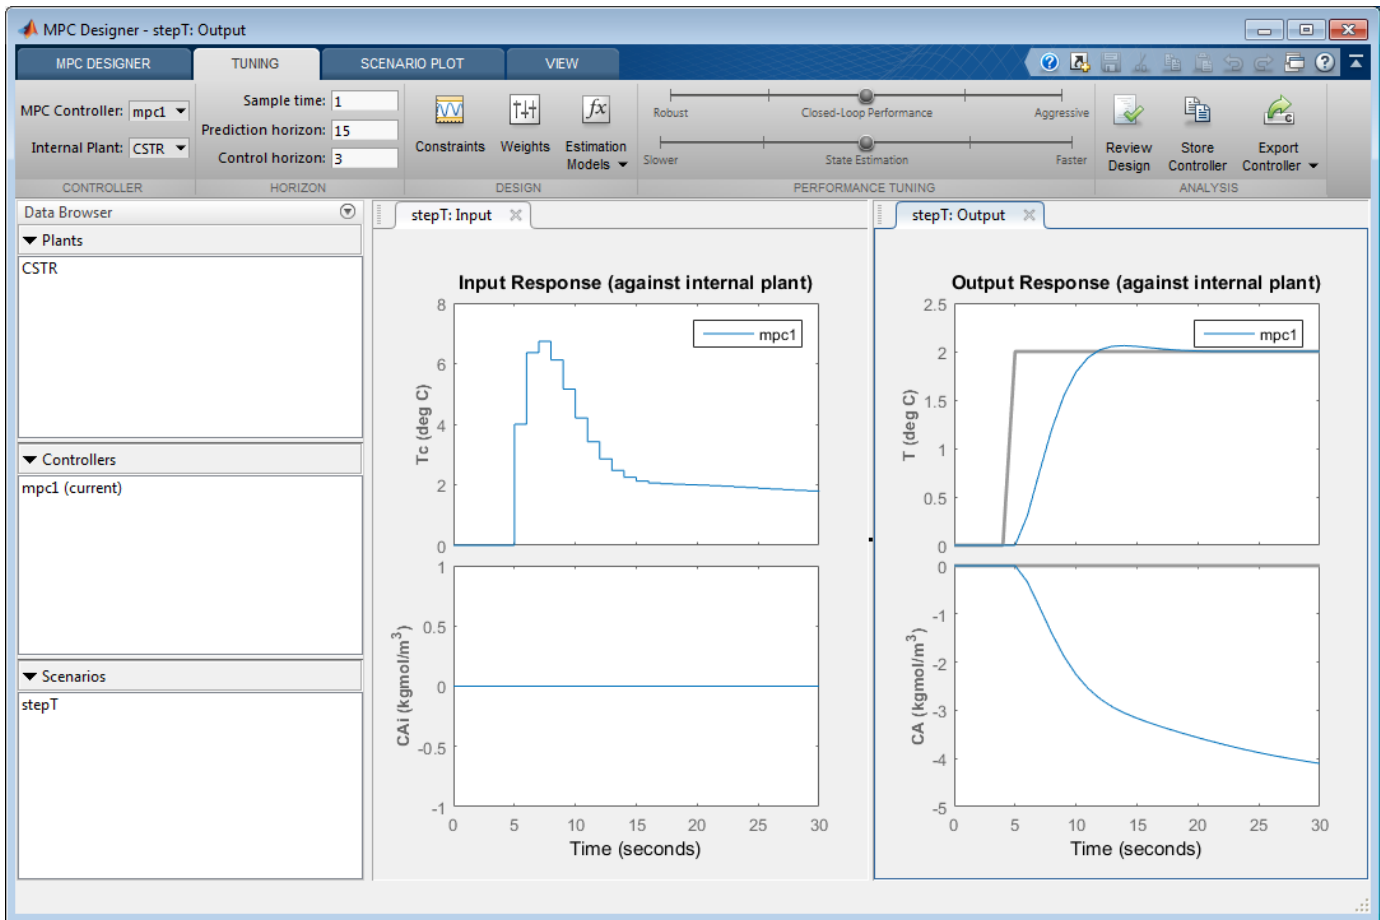 MPC Designer - stepT: Output
MPC DESIGNER TUNING SCENARIO PLOT VIEW
MPC Controller: mpc1
Internal Plant: CSTR
CONTROLLER
Sample time: 1
Prediction horizon: 15
Control horizon: 3
HORIZON
Constraints
Weights
Estimation
Models
DESIGN
Robust Closed-Loop Performance Aggressive
Slower State Estimation Faster
PERFORMANCE TUNING
Review
Design
Store
Controller
Export
Controller
ANALYSIS
Data Browser
Plants
CSTR
Controllers
mpc1 (current)
Scenarios
stepT
stepT: Input
Input Response (against internal plant)
mpc1
Tc (deg C)
8
6
4
2
0
CAi (kgmol/m³)
1
0.5
0
-0.5
-1
0 5 10 15 20 25 30
Time (seconds)
stepT: Output
Output Response (against internal plant)
mpc1
T (deg C)
2.5
2
1.5
1
0.5
0
CA (kgmol/m³)
0
-1
-2
-3
-4
-5
0 5 10 15 20 25 30
Time (seconds)